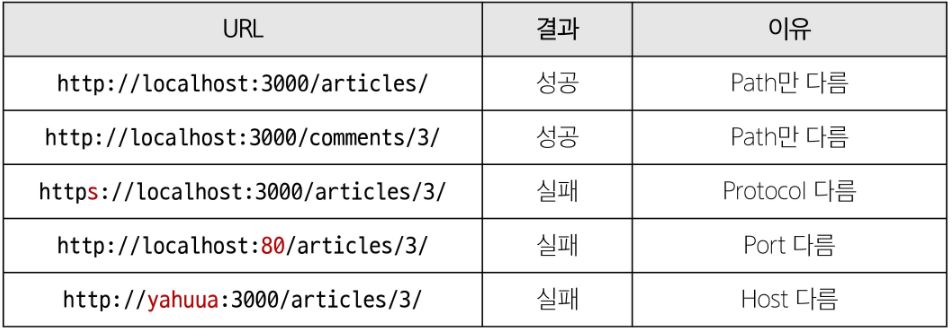 URL 결과 이유
http://localhost:3000/articles/ 성공 Path만 다름
http://localhost:3000/comments/3/ 성공 Path만 다름
https://localhost:3000/articles/3/ 실패 Protocol 다름
http://localhost:80/articles/3/ 실패 Port 다름
http://yahuua:3000/articles/3/ 실패 Host 다름